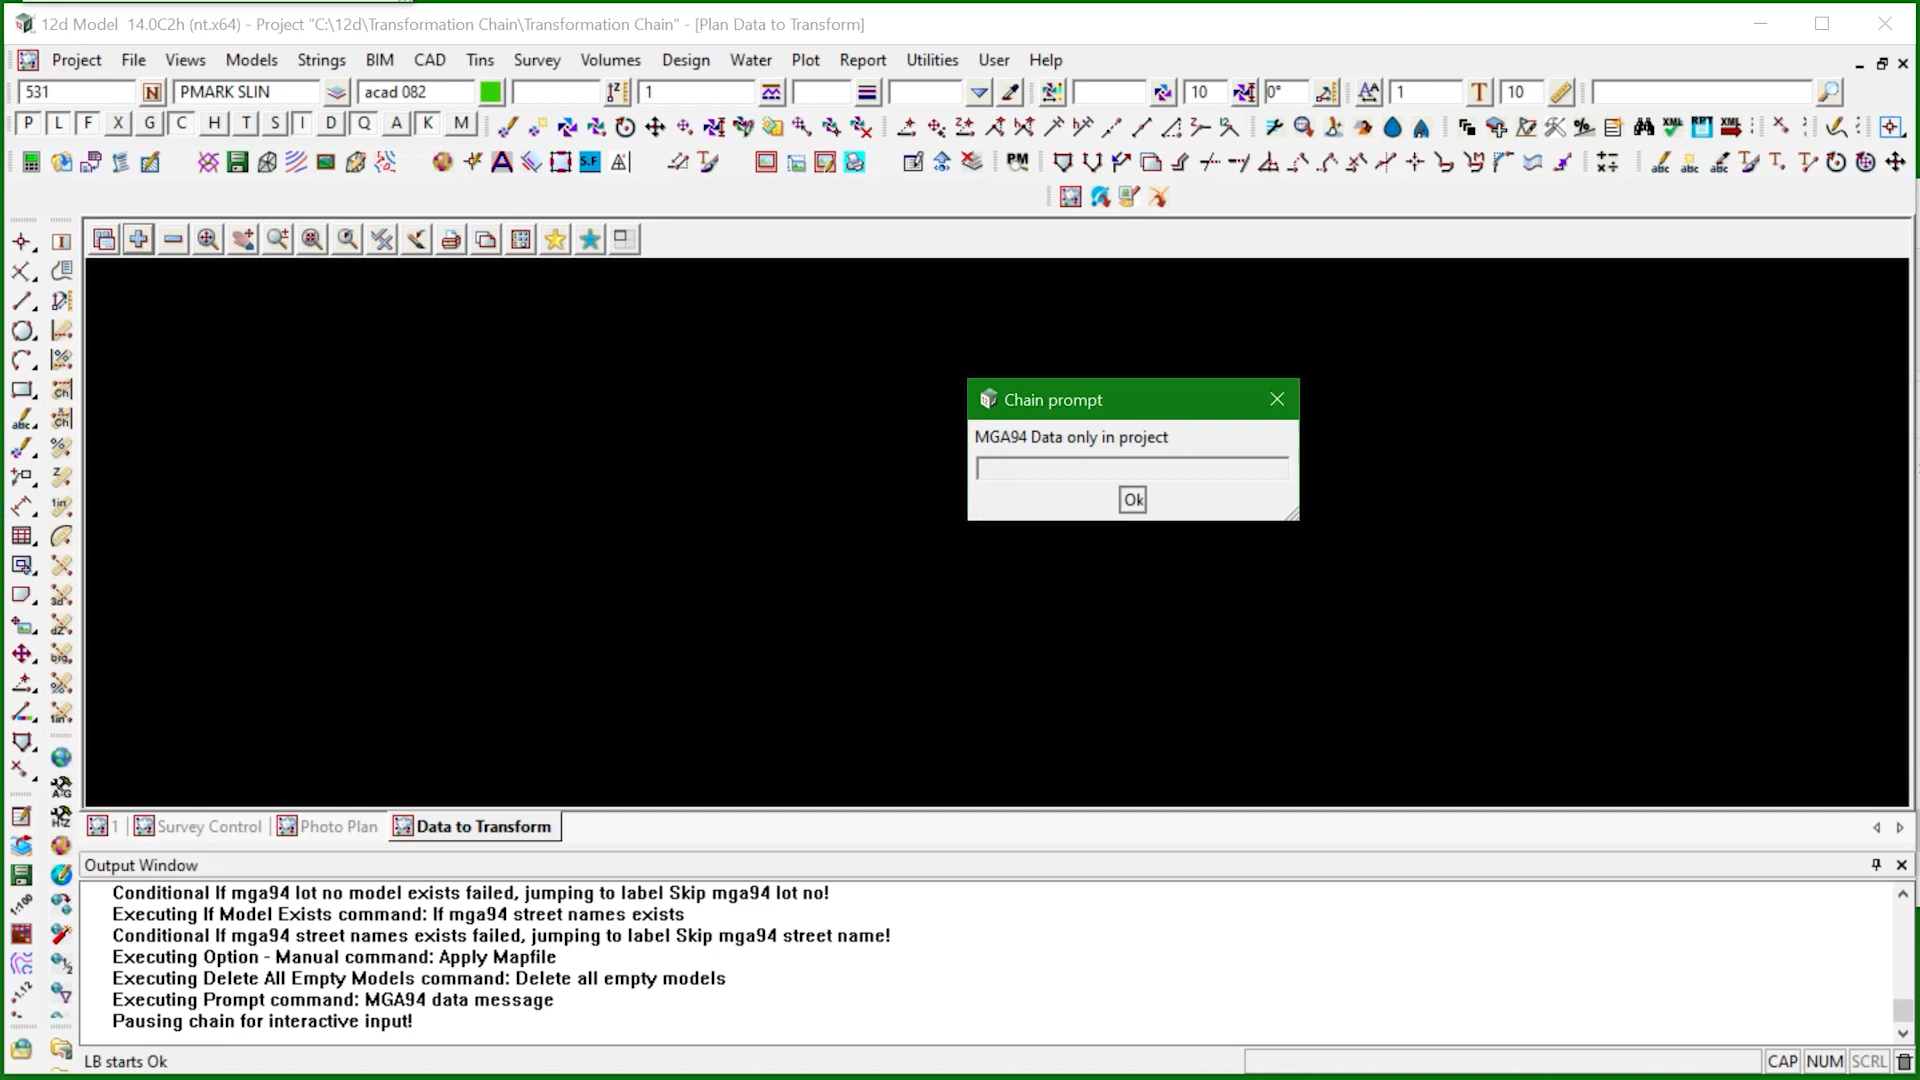 12d Model 14.0C2h (nt.x64) - Project "C:\12d\Transformation Chain\Transformation Chain" - [Plan Data to Transform]
Project File Views Models Strings BIM CAD Tins Survey Volumes Design Water Plot Report Utilities User Help
531 N PMARK SLIN acad 082 1 10 0° 1 T 10
P L F X G C H T S I D Q A K M
S.F PM
Chain prompt
MGA94 Data only in project
Ok
1 Survey Control Photo Plan Data to Transform
Output Window
Conditional If mga94 lot no model exists failed, jumping to label Skip mga94 lot no!
Executing If Model Exists command: If mga94 street names exists
Conditional If mga94 street names exists failed, jumping to label Skip mga94 street name!
Executing Option - Manual command: Apply Mapfile
Executing Delete All Empty Models command: Delete all empty models
Executing Prompt command: MGA94 data message
Pausing chain for interactive input!
LB starts Ok
CAP NUM SCRL